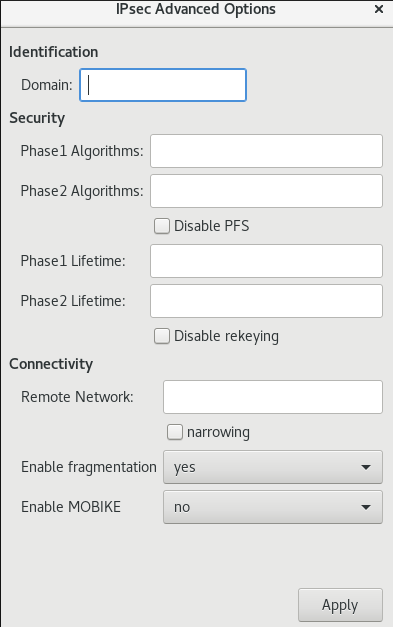 IPsec Advanced Options ×
Identification
Domain:
Security
Phase1 Algorithms:
Phase2 Algorithms:
Disable PFS
Phase1 Lifetime:
Phase2 Lifetime:
Disable rekeying
Connectivity
Remote Network:
narrowing
Enable fragmentation yes
Enable MOBIKE no
Apply